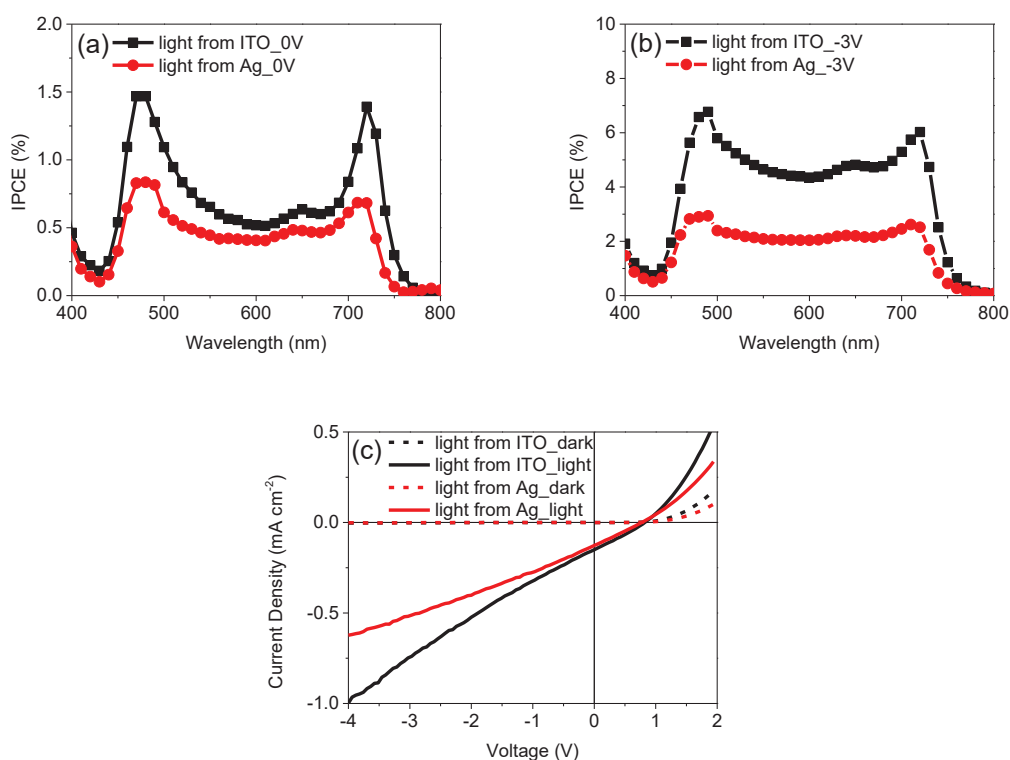 (a)
light from ITO_0V
light from Ag_0V
2.0
1.5
1.0
0.5
0.0
IPCE (%)
400 500 600 700 800
Wavelength (nm)
(b)
light from ITO_-3V
light from Ag_-3V
10
8
6
4
2
0
IPCE (%)
400 500 600 700 800
Wavelength (nm)
(c)
light from ITO_dark
light from ITO_light
light from Ag_dark
light from Ag_light
0.5
0.0
-0.5
-1.0
Current Density (mA cm-2)
-4 -3 -2 -1 0 1 2
Voltage (V)